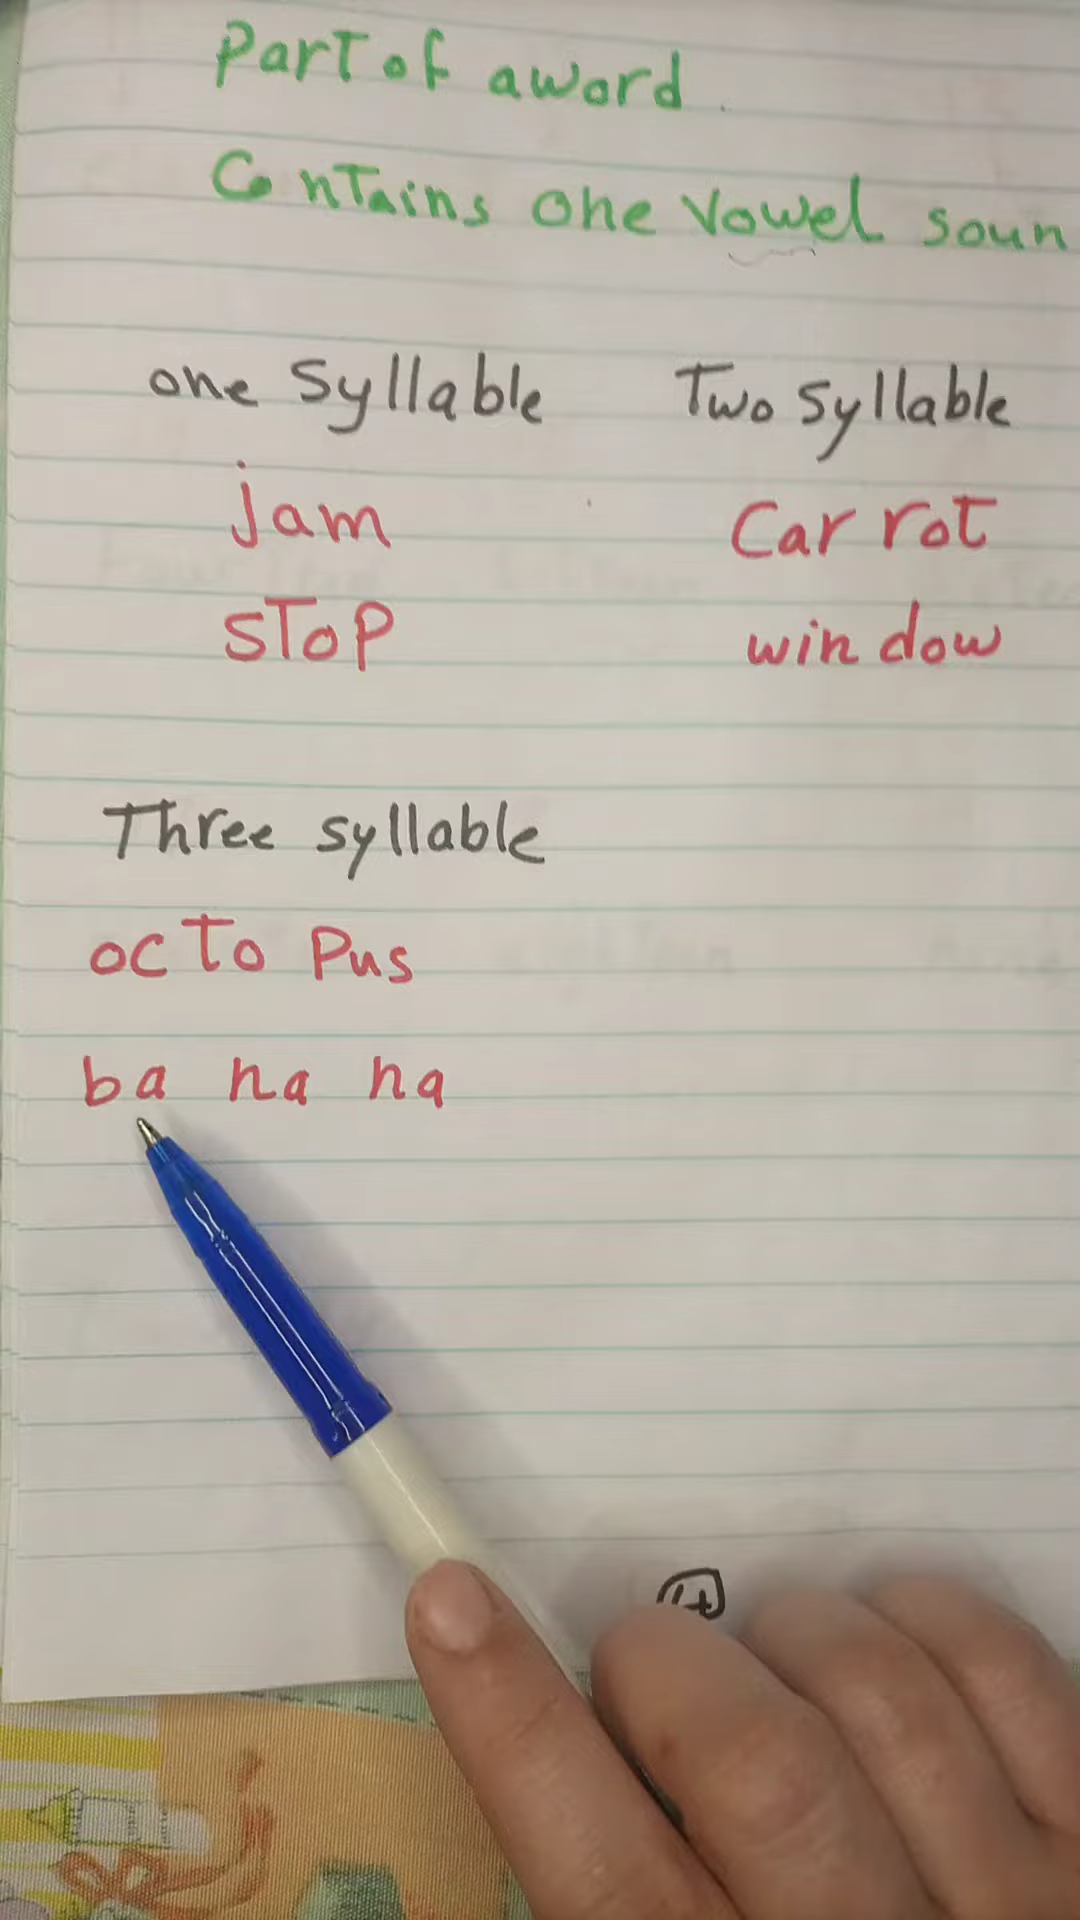 Part of a word
Contains one vowel soun
one syllable
Two syllable
jam
Car rot
STOP
win dow
Three syllable
oc To Pus
ba na na